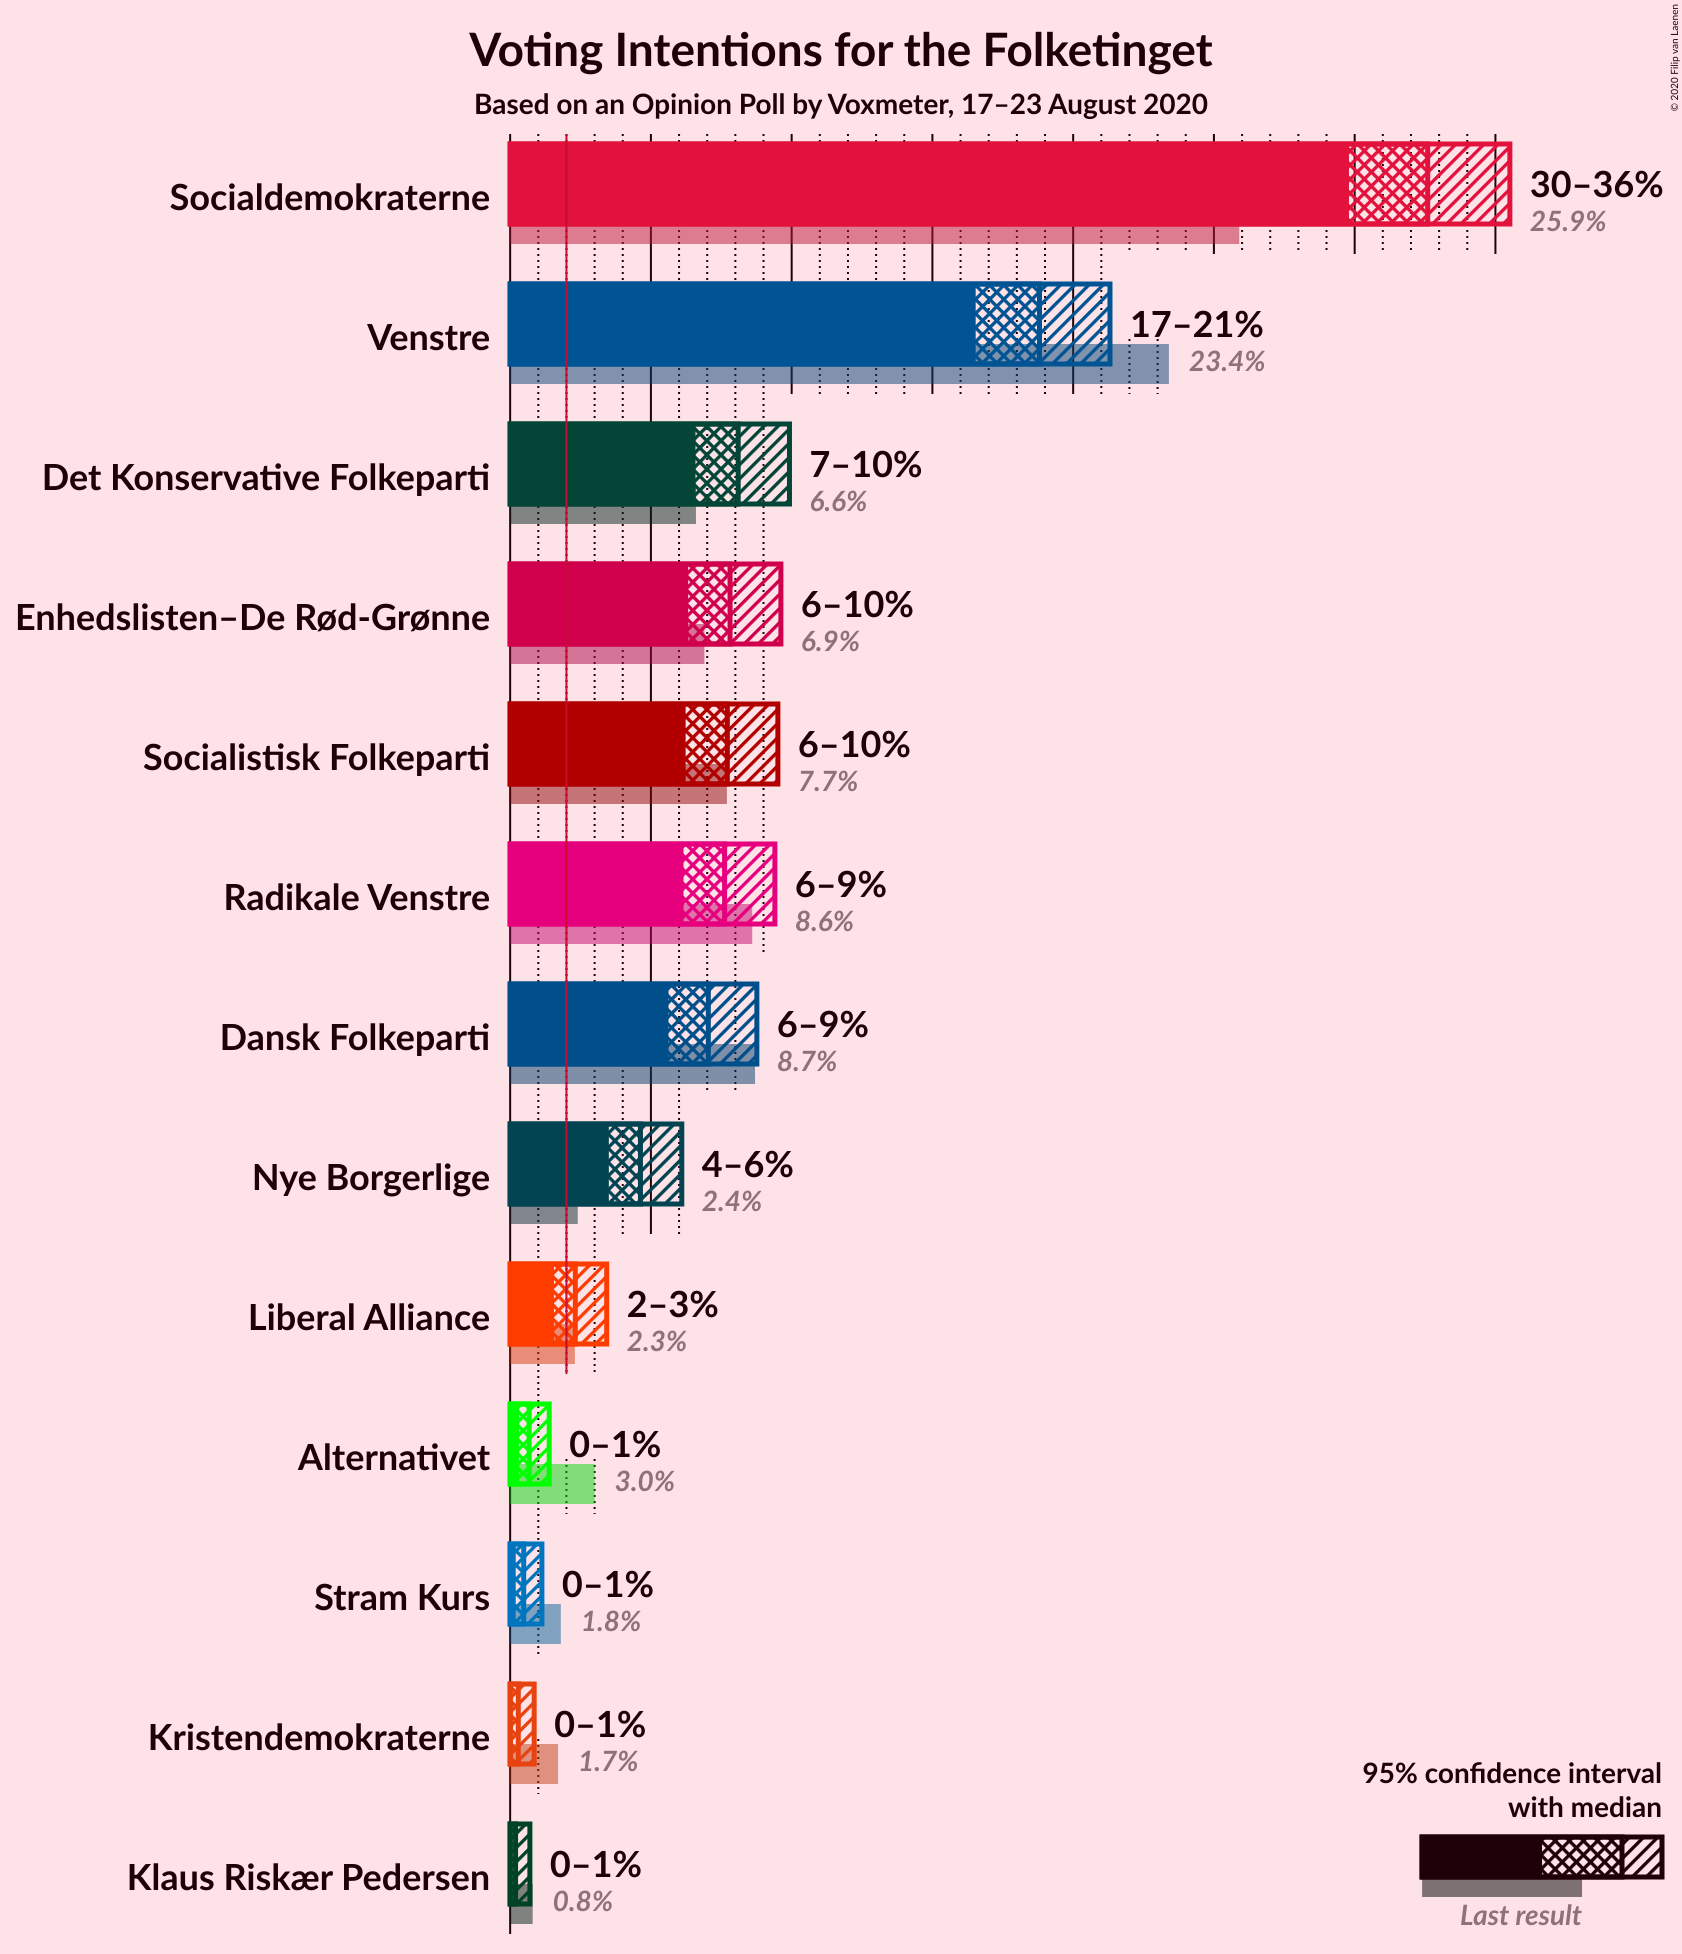 Voting Intentions for the Folketinget
Based on an Opinion Poll by Voxmeter, 17–23 August 2020
© 2020 Filip van Laenen
Socialdemokraterne
30–36%
25.9%
Venstre
17–21%
23.4%
Det Konservative Folkeparti
7–10%
6.6%
Enhedslisten–De Rød-Grønne
6–10%
6.9%
Socialistisk Folkeparti
6–10%
7.7%
Radikale Venstre
6–9%
8.6%
Dansk Folkeparti
6–9%
8.7%
Nye Borgerlige
4–6%
2.4%
Liberal Alliance
2–3%
2.3%
Alternativet
0–1%
3.0%
Stram Kurs
0–1%
1.8%
Kristendemokraterne
0–1%
1.7%
Klaus Riskær Pedersen
0–1%
0.8%
95% confidence interval
with median
Last result